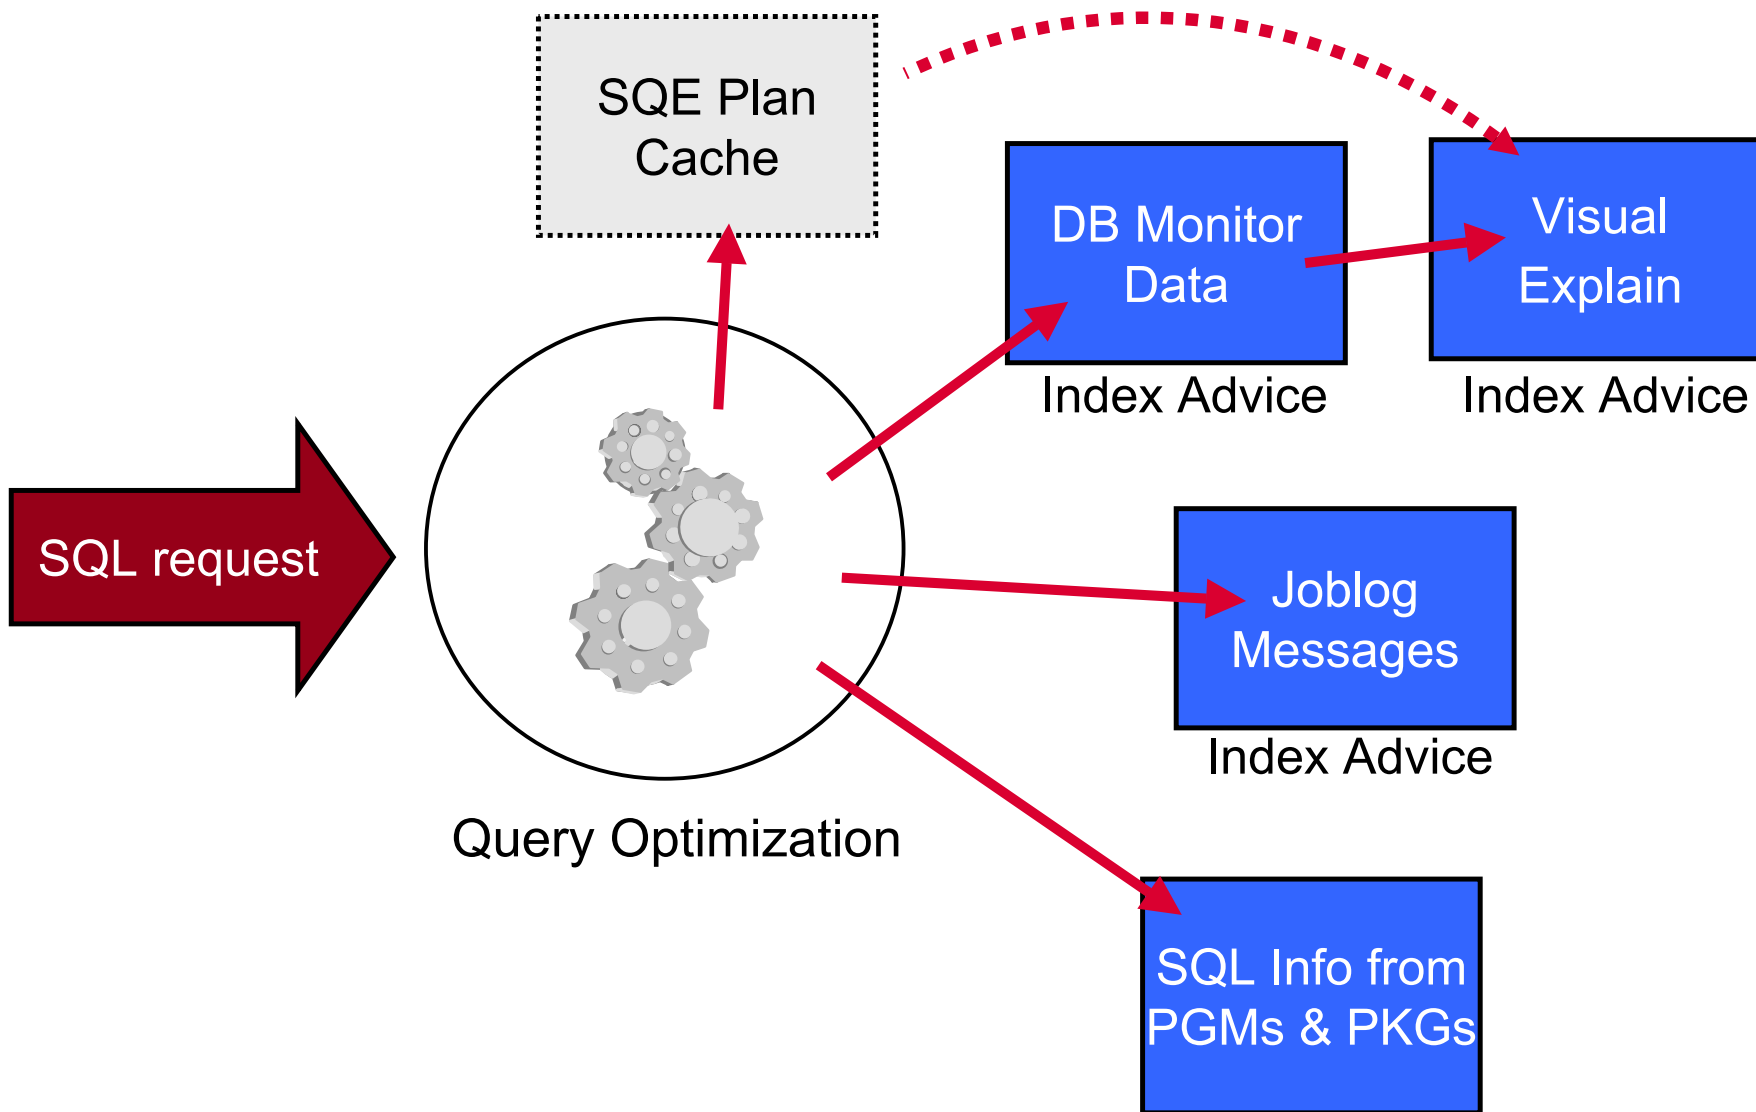 SQE Plan
Cache
DB Monitor
Data
Index Advice
Visual
Explain
Index Advice
SQL request
Query Optimization
Joblog
Messages
Index Advice
SQL Info from
PGMs & PKGs